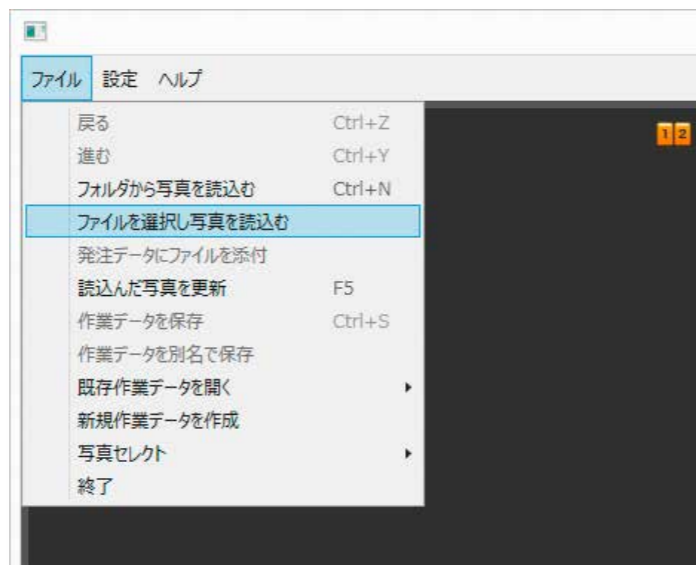 ファイル 設定 ヘルプ
戻る Ctrl+Z
進む Ctrl+Y
1 2
フォルダから写真を読込む Ctrl+N
ファイルを選択し写真を読込む
発注データにファイルを添付
読込んだ写真を更新 F5
作業データを保存 Ctrl+S
作業データを別名で保存
既存作業データを開く
新規作業データを作成
写真セレクト
終了